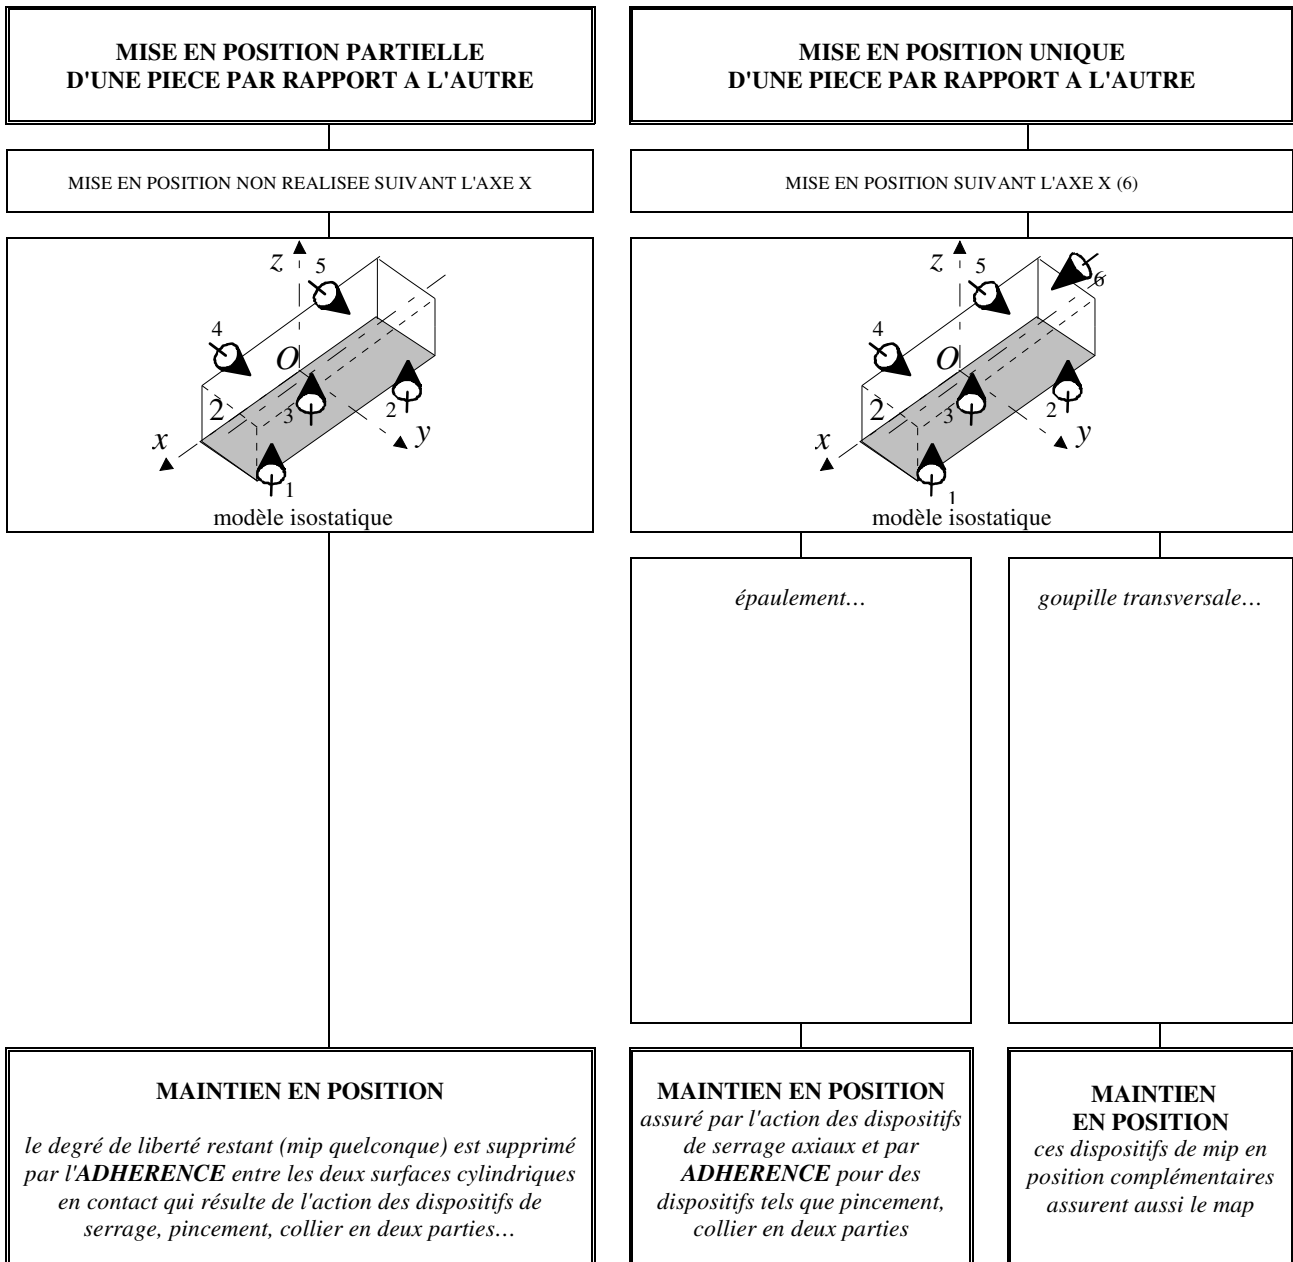 MISE EN POSITION PARTIELLE
D'UNE PIECE PAR RAPPORT A L'AUTRE
MISE EN POSITION UNIQUE
D'UNE PIECE PAR RAPPORT A L'AUTRE
MISE EN POSITION NON REALISEE SUIVANT L'AXE X
MISE EN POSITION SUIVANT L'AXE X (6)
z
5
4
O
2
3
2
x
y
1
modèle isostatique
z
5
6
4
O
2
3
2
x
y
1
modèle isostatique
épaulement…
goupille transversale…
MAINTIEN EN POSITION
le degré de liberté restant (mip quelconque) est supprimé
par l'ADHERENCE entre les deux surfaces cylindriques
en contact qui résulte de l'action des dispositifs de
serrage, pincement, collier en deux parties…
MAINTIEN EN POSITION
assuré par l'action des dispositifs
de serrage axiaux et par
ADHERENCE pour des
dispositifs tels que pincement,
collier en deux parties
MAINTIEN
EN POSITION
ces dispositifs de mip en
position complémentaires
assurent aussi le map